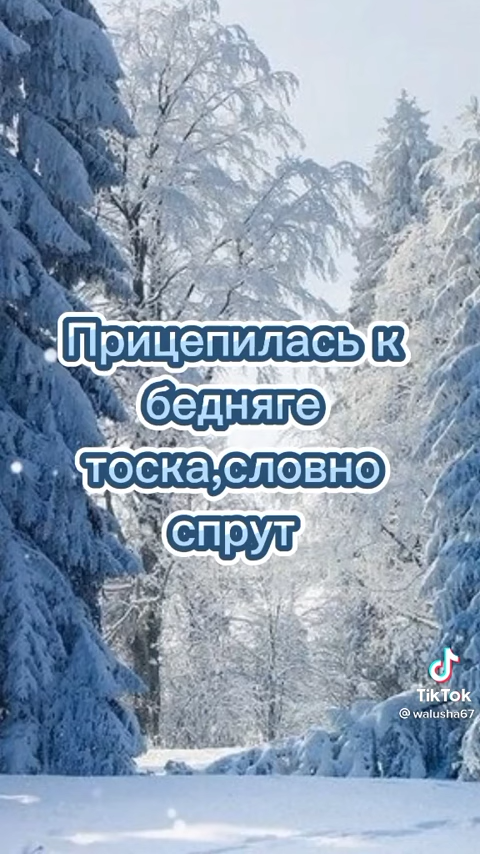 Прицепилась к
бедняге
тоска,словно
спрут
TikTok
@walusha67